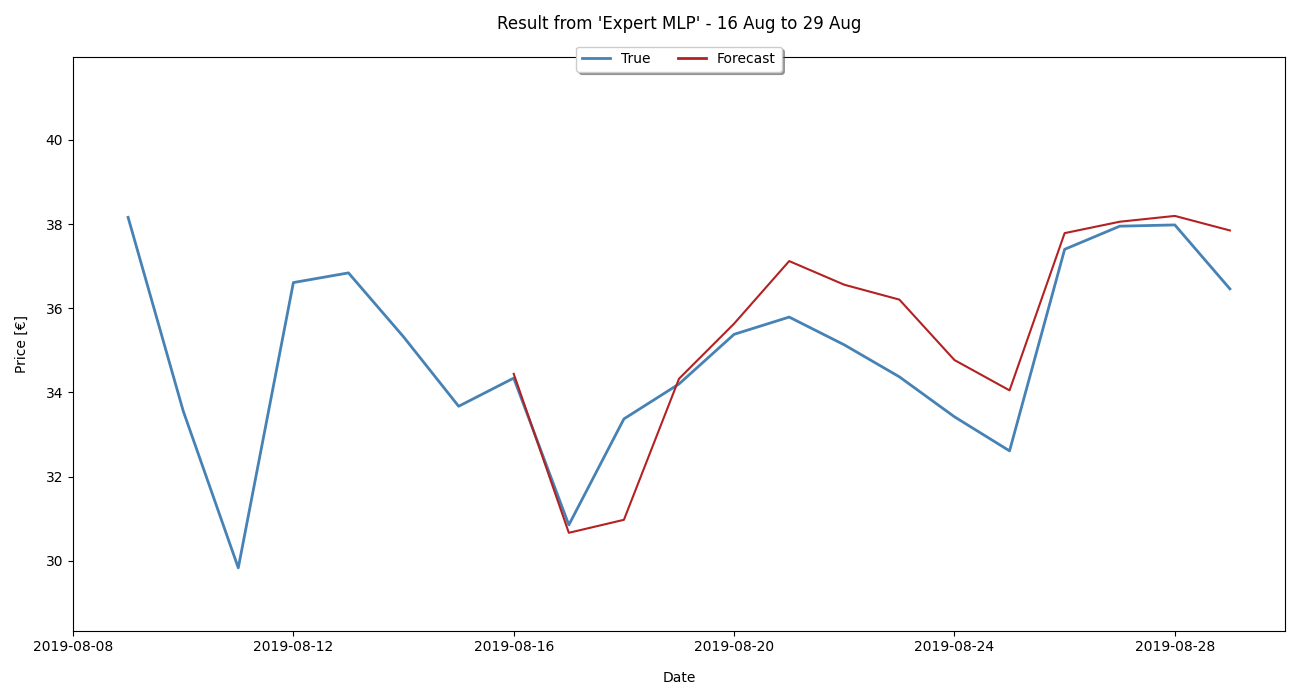 Result from 'Expert MLP' - 16 Aug to 29 Aug
True Forecast
40
38
36
34
32
30
Price [€]
2019-08-08 2019-08-12 2019-08-16 2019-08-20 2019-08-24 2019-08-28
Date